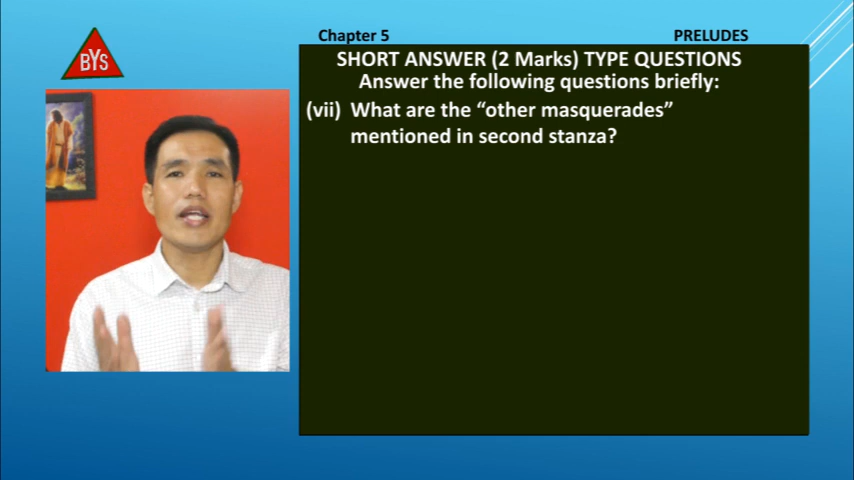 Chapter 5
PRELUDES
BYS
SHORT ANSWER (2 Marks) TYPE QUESTIONS
Answer the following questions briefly:
(vii) What are the “other masquerades”
mentioned in second stanza?